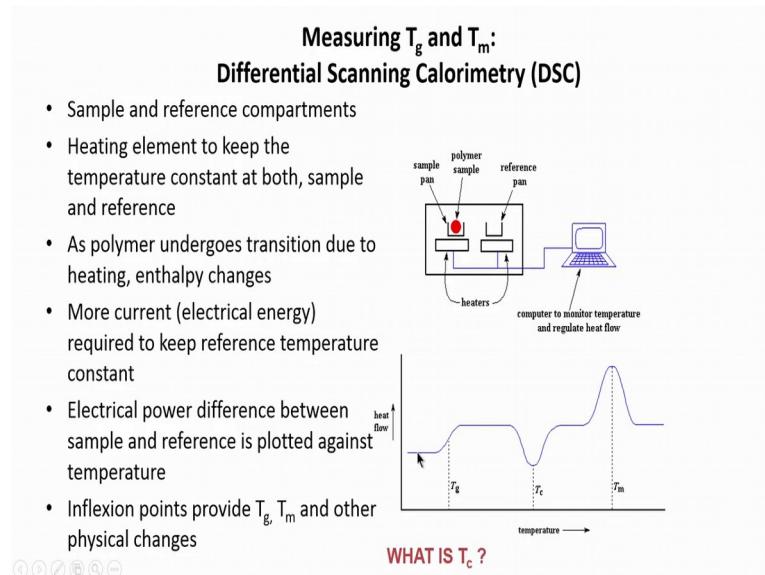 Measuring Tg and Tm:
Differential Scanning Calorimetry (DSC)
• Sample and reference compartments
• Heating element to keep the
temperature constant at both, sample
and reference
• As polymer undergoes transition due to
heating, enthalpy changes
• More current (electrical energy)
required to keep reference temperature
constant
• Electrical power difference between
sample and reference is plotted against
temperature
• Inflexion points provide Tg, Tm and other
physical changes
sample
pan
polymer
sample
reference
pan
heaters
computer to monitor temperature
and regulate heat flow
heat
flow
Tg
Tc
Tm
temperature
WHAT IS Tc ?